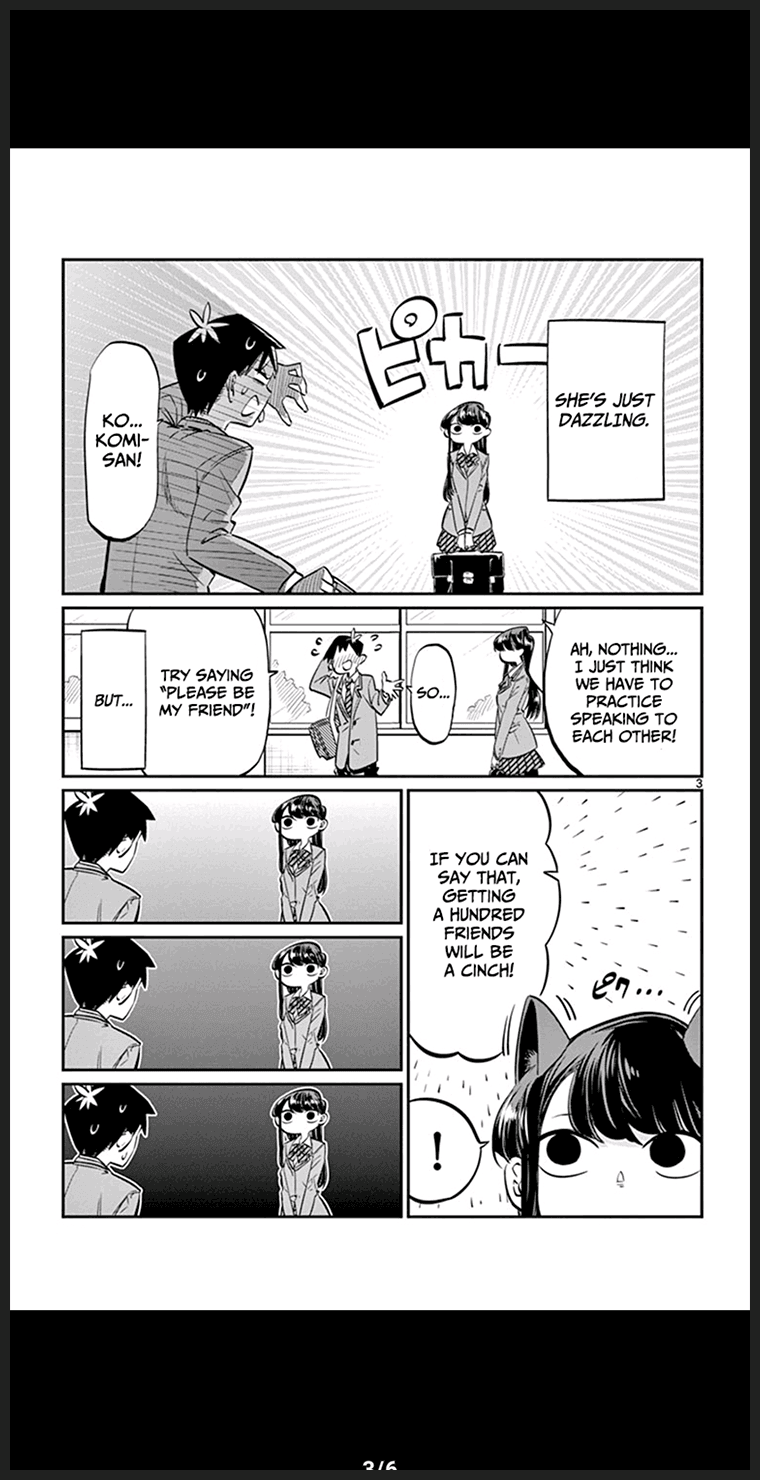 SHE'S JUST
DAZZLING.
ピカー
KO...
KOMI-
SAN!
AH, NOTHING...
I JUST THINK
WE HAVE TO
PRACTICE
SPEAKING TO
EACH OTHER!
SO...
TRY SAYING
"PLEASE BE
MY FRIEND"!
BUT...
3
IF YOU CAN
SAY THAT,
GETTING
A HUNDRED
FRIENDS
WILL BE
A CINCH!
ピク...
!
3/6